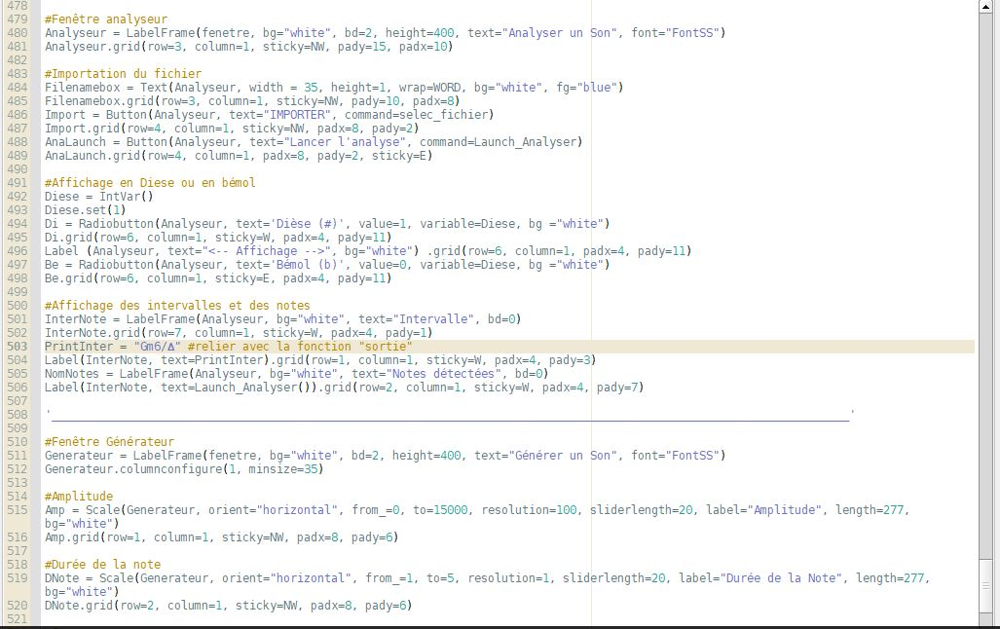 478
479 #Fenêtre analyseur
480 Analyseur = LabelFrame(fenetre, bg="white", bd=2, height=400, text="Analyser un Son", font="FontSS")
481 Analyseur.grid(row=3, column=1, sticky=NW, pady=15, padx=10)
482
483 #Importation du fichier
484 Filenamebox = Text(Analyseur, width = 35, height=1, wrap=WORD, bg="white", fg="blue")
485 Filenamebox.grid(row=3, column=1, sticky=NW, pady=10, padx=8)
486 Import = Button(Analyseur, text="IMPORTER", command=selec_fichier)
487 Import.grid(row=4, column=1, sticky=NW, padx=8, pady=2)
488 AnaLaunch = Button(Analyseur, text="Lancer l'analyse", command=Launch_Analyser)
489 AnaLaunch.grid(row=4, column=1, padx=8, pady=2, sticky=E)
490
491 #Affichage en Diese ou en bémol
492 Diese = IntVar()
493 Diese.set(1)
494 Di = Radiobutton(Analyseur, text='Dièse (#)', value=1, variable=Diese, bg ="white")
495 Di.grid(row=6, column=1, sticky=W, padx=4, pady=11)
496 Label (Analyseur, text="<-- Affichage -->", bg="white") .grid(row=6, column=1, padx=4, pady=11)
497 Be = Radiobutton(Analyseur, text='Bémol (b)', value=0, variable=Diese, bg ="white")
498 Be.grid(row=6, column=1, sticky=E, padx=4, pady=11)
499
500 #Affichage des intervalles et des notes
501 InterNote = LabelFrame(Analyseur, bg="white", text="Intervalle", bd=0)
502 InterNote.grid(row=7, column=1, sticky=W, padx=4, pady=1)
503 PrintInter = "Gm6/Δ" #relier avec la fonction "sortie"
504 Label(InterNote, text=PrintInter).grid(row=1, column=1, sticky=W, padx=4, pady=3)
505 NomNotes = LabelFrame(Analyseur, bg="white", text="Notes détectées", bd=0)
506 Label(InterNote, text=Launch_Analyser()).grid(row=2, column=1, sticky=W, padx=4, pady=7)
507
508 '_____________________________________________________________________________________________________________________'
509
510 #Fenêtre Générateur
511 Generateur = LabelFrame(fenetre, bg="white", bd=2, height=400, text="Générer un Son", font="FontSS")
512 Generateur.columnconfigure(1, minsize=35)
513
514 #Amplitude
515 Amp = Scale(Generateur, orient="horizontal", from_=0, to=15000, resolution=100, sliderlength=20, label="Amplitude", length=277,
bg="white")
516 Amp.grid(row=1, column=1, sticky=NW, padx=8, pady=6)
517
518 #Durée de la note
519 DNote = Scale(Generateur, orient="horizontal", from_=1, to=5, resolution=1, sliderlength=20, label="Durée de la Note", length=277,
bg="white")
520 DNote.grid(row=2, column=1, sticky=NW, padx=8, pady=6)
521